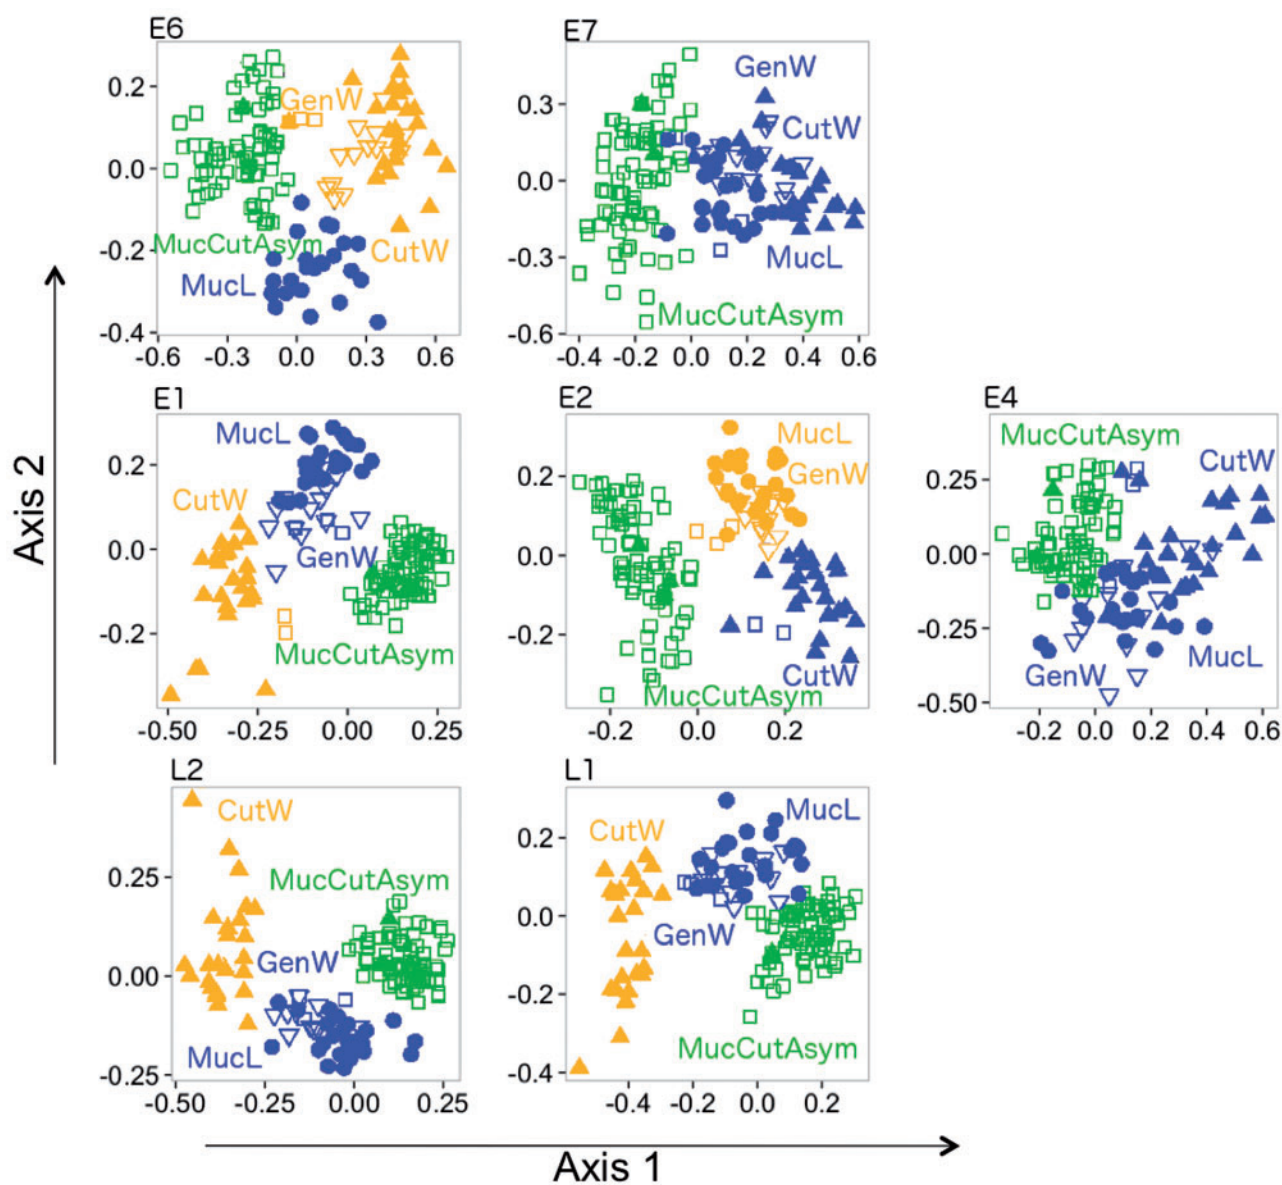 E6
0.2
0.0
-0.2
-0.4
-0.6 -0.3 0.0 0.3 0.6
GenW
MucCutAsym
CutW
MucL
E7
0.3
0.0
-0.3
-0.6
-0.4 -0.2 0.0 0.2 0.4 0.6
GenW
CutW
MucL
MucCutAsym
E1
0.2
0.0
-0.2
-0.50 -0.25 0.00 0.25
MucL
CutW
GenW
MucCutAsym
E2
0.2
0.0
-0.2
-0.2 0.0 0.2
MucL
GenW
CutW
MucCutAsym
E4
0.25
0.00
-0.25
-0.50
-0.2 0.0 0.2 0.4 0.6
MucCutAsym
CutW
GenW
MucL
L2
0.25
0.00
-0.25
-0.50 -0.25 0.00 0.25
CutW
MucCutAsym
GenW
MucL
L1
0.2
0.0
-0.2
-0.4
-0.4 -0.2 0.0 0.2
MucL
CutW
GenW
MucCutAsym
Axis 2
Axis 1